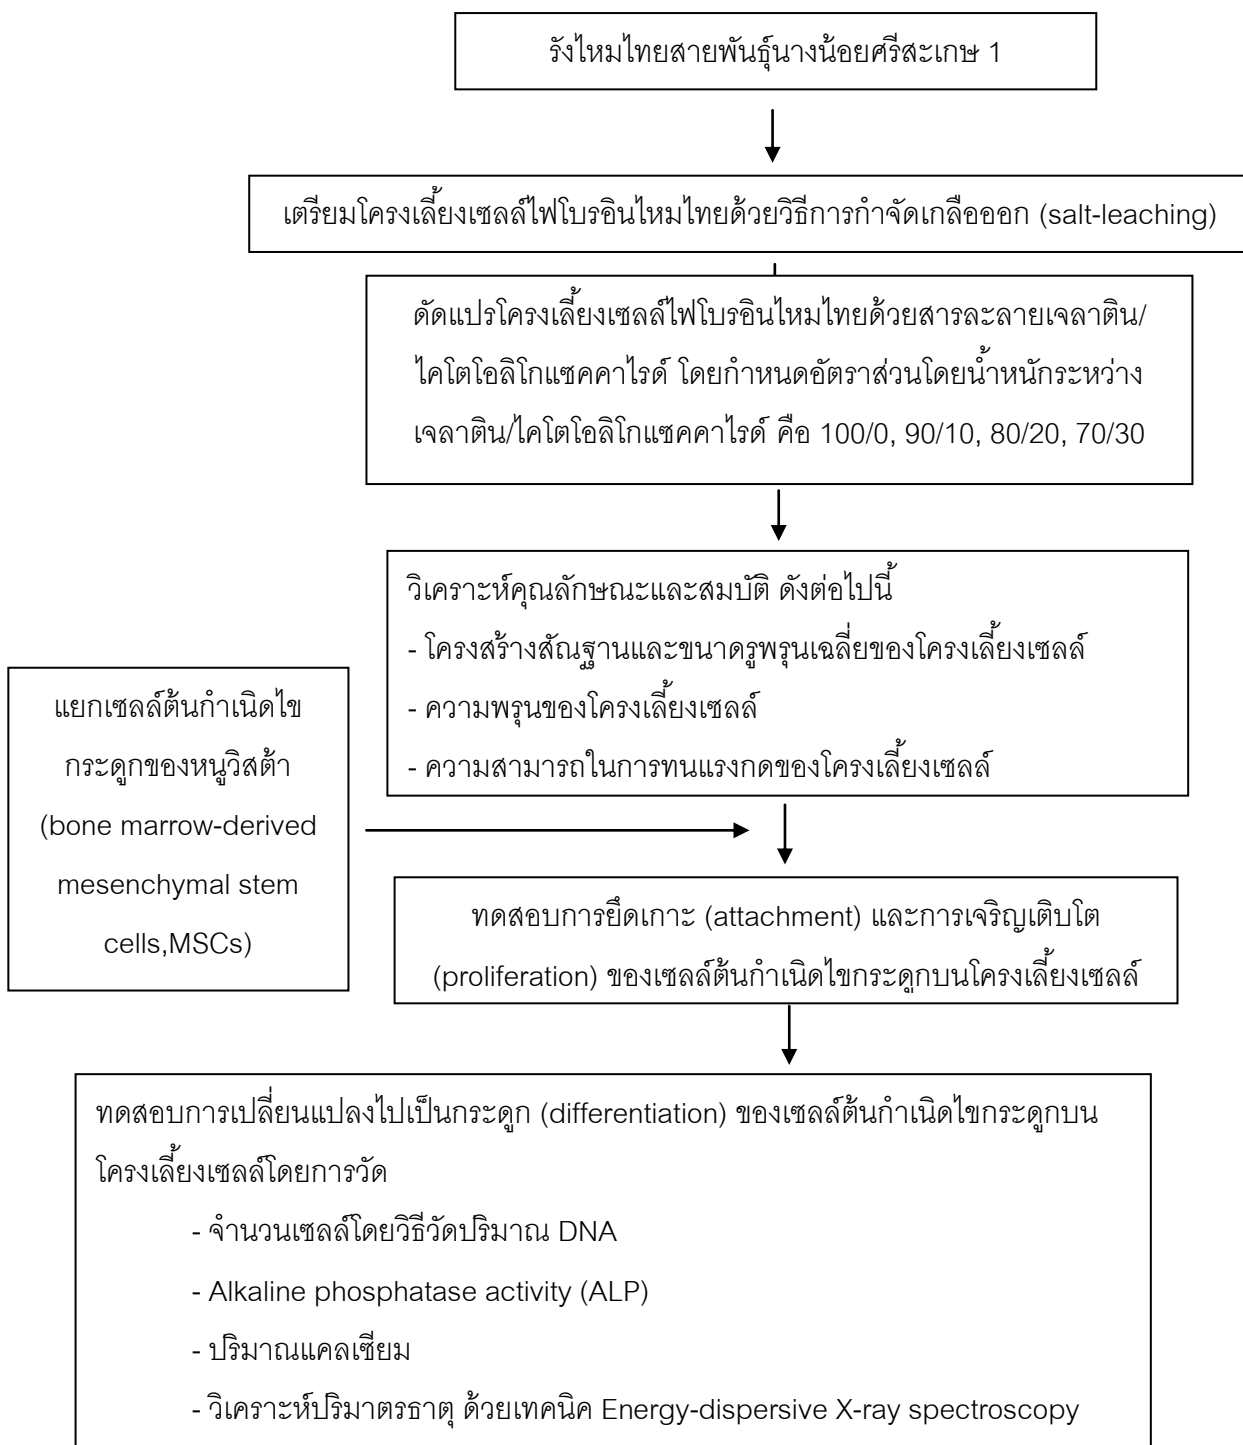 รังไหมไทยสายพันธุ์นางน้อยศรีสะเกษ 1
เตรียมโครงเลี้ยงเซลล์ไฟโบรอินไหมไทยด้วยวิธีการกำจัดเกลือออก (salt-leaching)
ดัดแปรโครงเลี้ยงเซลล์ไฟโบรอินไหมไทยด้วยสารละลายเจลาติน/
ไคโตโอลิโกแซคคาไรด์ โดยกำหนดอัตราส่วนโดยน้ำหนักระหว่าง
เจลาติน/ไคโตโอลิโกแซคคาไรด์ คือ 100/0, 90/10, 80/20, 70/30
วิเคราะห์คุณลักษณะและสมบัติ ดังต่อไปนี้
- โครงสร้างสัณฐานและขนาดรูพรุนเฉลี่ยของโครงเลี้ยงเซลล์
- ความพรุนของโครงเลี้ยงเซลล์
- ความสามารถในการทนแรงกดของโครงเลี้ยงเซลล์
แยกเซลล์ต้นกำเนิดไข
กระดูกของหนูวิสต้า
(bone marrow-derived
mesenchymal stem
cells,MSCs)
ทดสอบการยึดเกาะ (attachment) และการเจริญเติบโต
(proliferation) ของเซลล์ต้นกำเนิดไขกระดูกบนโครงเลี้ยงเซลล์
ทดสอบการเปลี่ยนแปลงไปเป็นกระดูก (differentiation) ของเซลล์ต้นกำเนิดไขกระดูกบน
โครงเลี้ยงเซลล์โดยการวัด
- จำนวนเซลล์โดยวิธีวัดปริมาณ DNA
- Alkaline phosphatase activity (ALP)
- ปริมาณแคลเซียม
- วิเคราะห์ปริมาตรธาตุ ด้วยเทคนิค Energy-dispersive X-ray spectroscopy